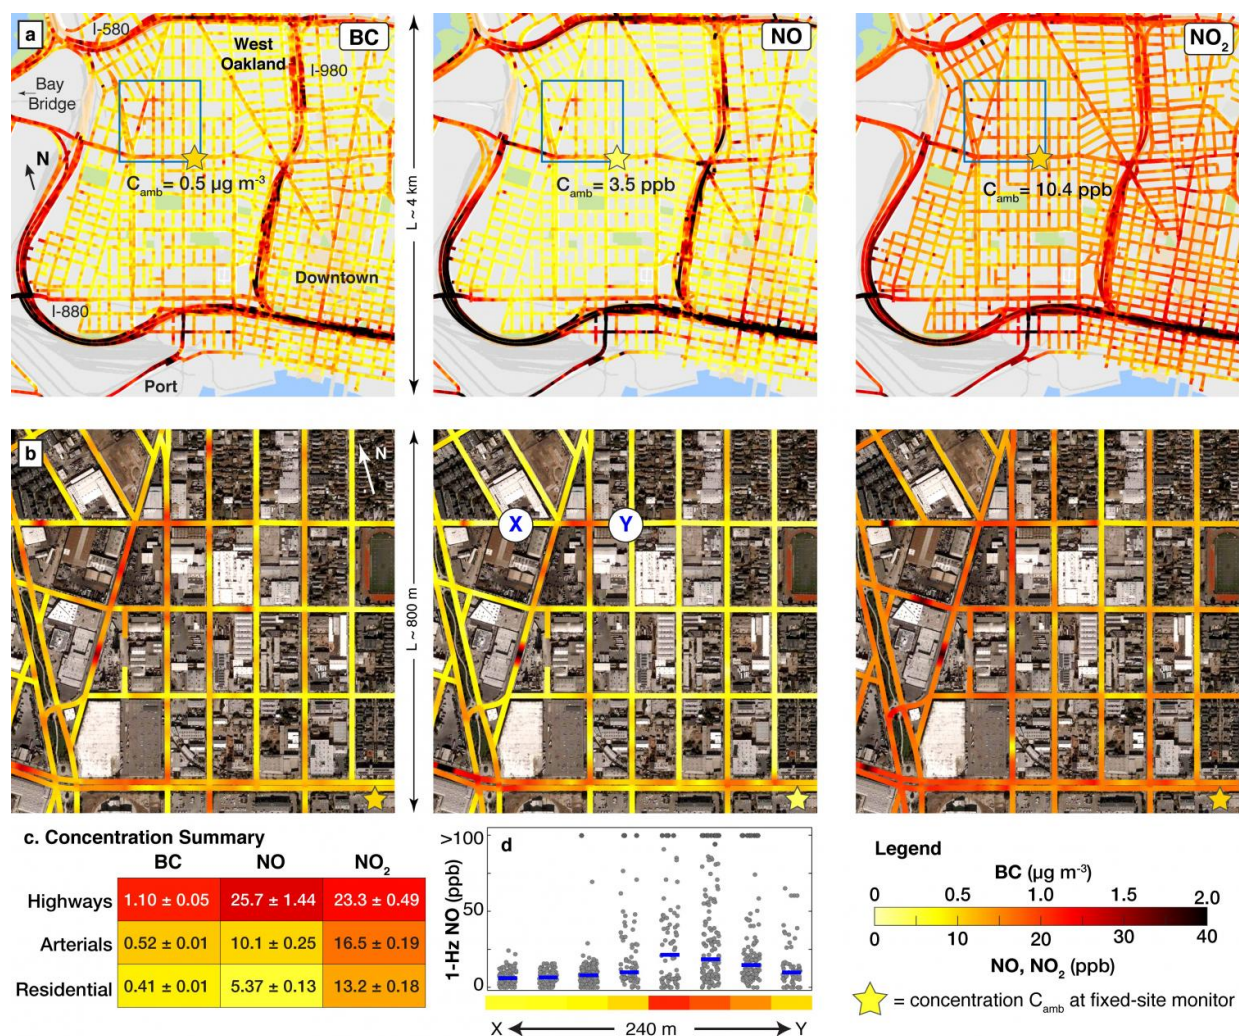 a
I-580
BC
West
Oakland
I-980
Bay
Bridge
N
C_amb = 0.5 µg m⁻³
Downtown
I-880
Port
L ~ 4 km
NO
C_amb = 3.5 ppb
NO₂
C_amb = 10.4 ppb
b
N
L ~ 800 m
X
Y
c. Concentration Summary
BC NO NO₂
Highways 1.10 ± 0.05 25.7 ± 1.44 23.3 ± 0.49
Arterials 0.52 ± 0.01 10.1 ± 0.25 16.5 ± 0.19
Residential 0.41 ± 0.01 5.37 ± 0.13 13.2 ± 0.18
d
1-Hz NO (ppb)
>100
50
0
X 240 m Y
Legend
BC (µg m⁻³)
0 0.5 1.0 1.5 2.0
0 10 20 30 40
NO, NO₂ (ppb)
= concentration C_amb at fixed-site monitor